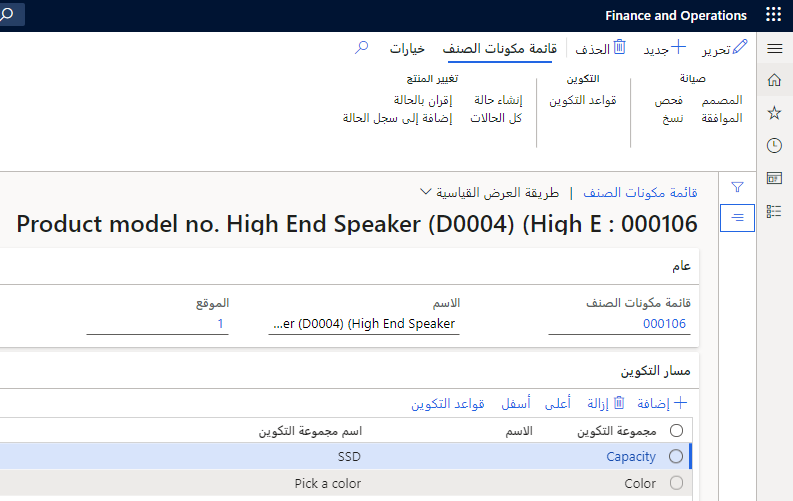 Finance and Operations
تحرير جديد الحذف قائمة مكونات الصنف خيارات
صيانة التكوين تغيير المنتج
المصمم فحص قواعد التكوين إنشاء حالة إقران بالحالة
الموافقة نسخ كل الحالات إضافة إلى سجل الحالة
قائمة مكونات الصنف | طريقة العرض القياسية
Product model no. High End Speaker (D0004) (High E : 000106
عام
قائمة مكونات الصنف الاسم الموقع
000106 ...er (D0004) (High End Speaker 1
مسار التكوين
إضافة إزالة أعلى أسفل قواعد التكوين
مجموعة التكوين الاسم اسم مجموعة التكوين
Capacity SSD
Color Pick a color